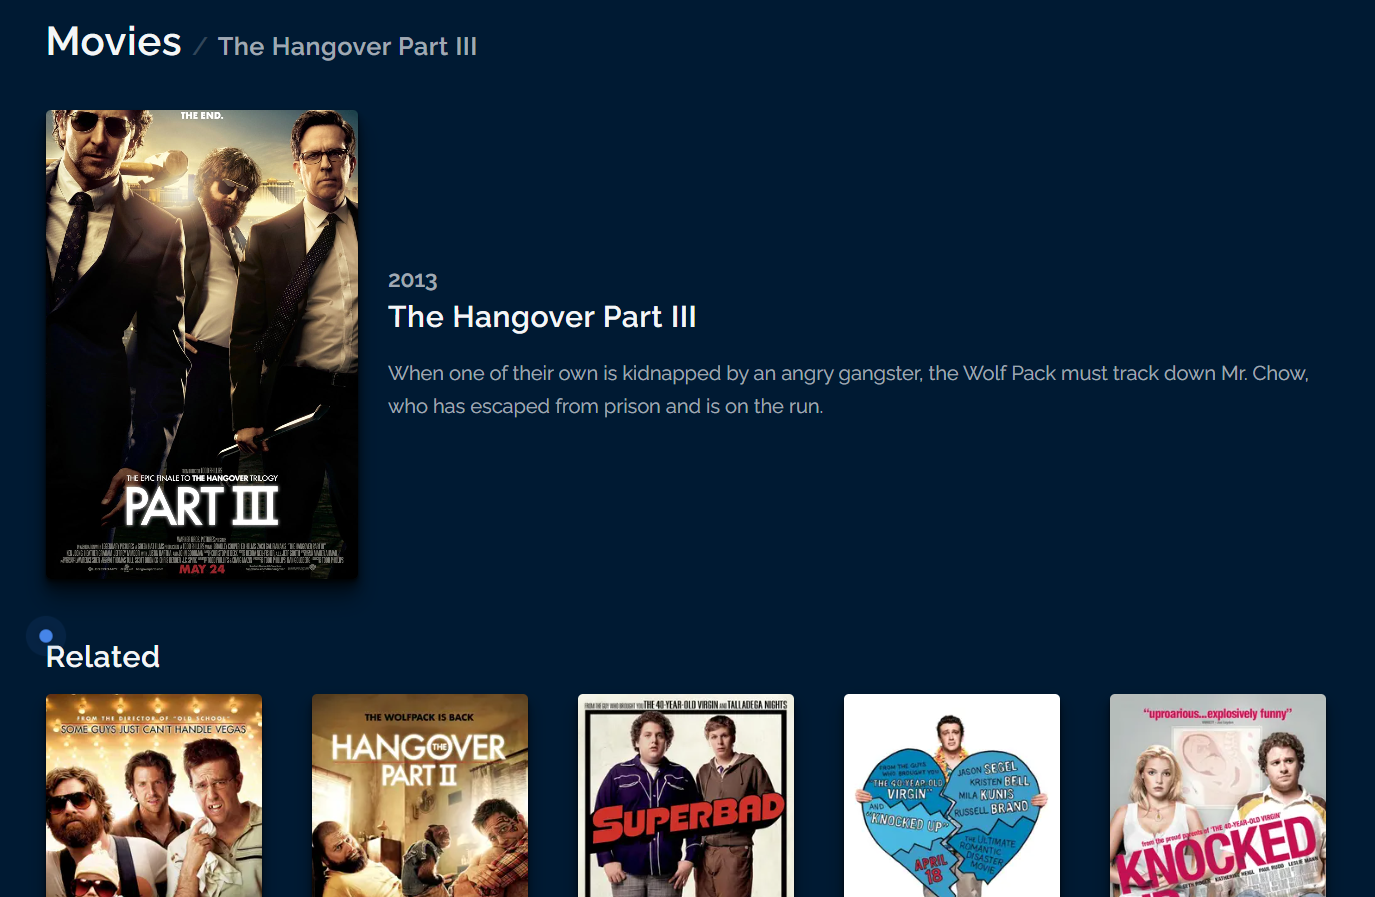 Movies / The Hangover Part III
THE END.
THE EPIC FINALE TO THE HANGOVER TRILOGY
PART III
MAY 24
2013
The Hangover Part III
When one of their own is kidnapped by an angry gangster, the Wolf Pack must track down Mr. Chow,
who has escaped from prison and is on the run.
Related
FROM THE DIRECTOR OF "OLD SCHOOL"
SOME GUYS JUST CAN'T HANDLE VEGAS
THE WOLFPACK IS BACK
THE
HANGOVER
PART II
FROM THE GUY WHO BROUGHT YOU THE 40-YEAR-OLD VIRGIN AND TALLADEGA NIGHTS
SUPERBAD
FROM THE GUYS
WHO BROUGHT YOU
"THE 40-YEAR-OLD
VIRGIN"
AND
"KNOCKED UP"
APRIL
18
JASON SEGEL
KRISTEN BELL
MILA KUNIS
RUSSELL BRAND
THE ULTIMATE
ROMANTIC
DISASTER
MOVIE
"uproarious...explosively funny"
from the proud parents of 'THE 40-YEAR-OLD VIRGIN'
KNOCKED